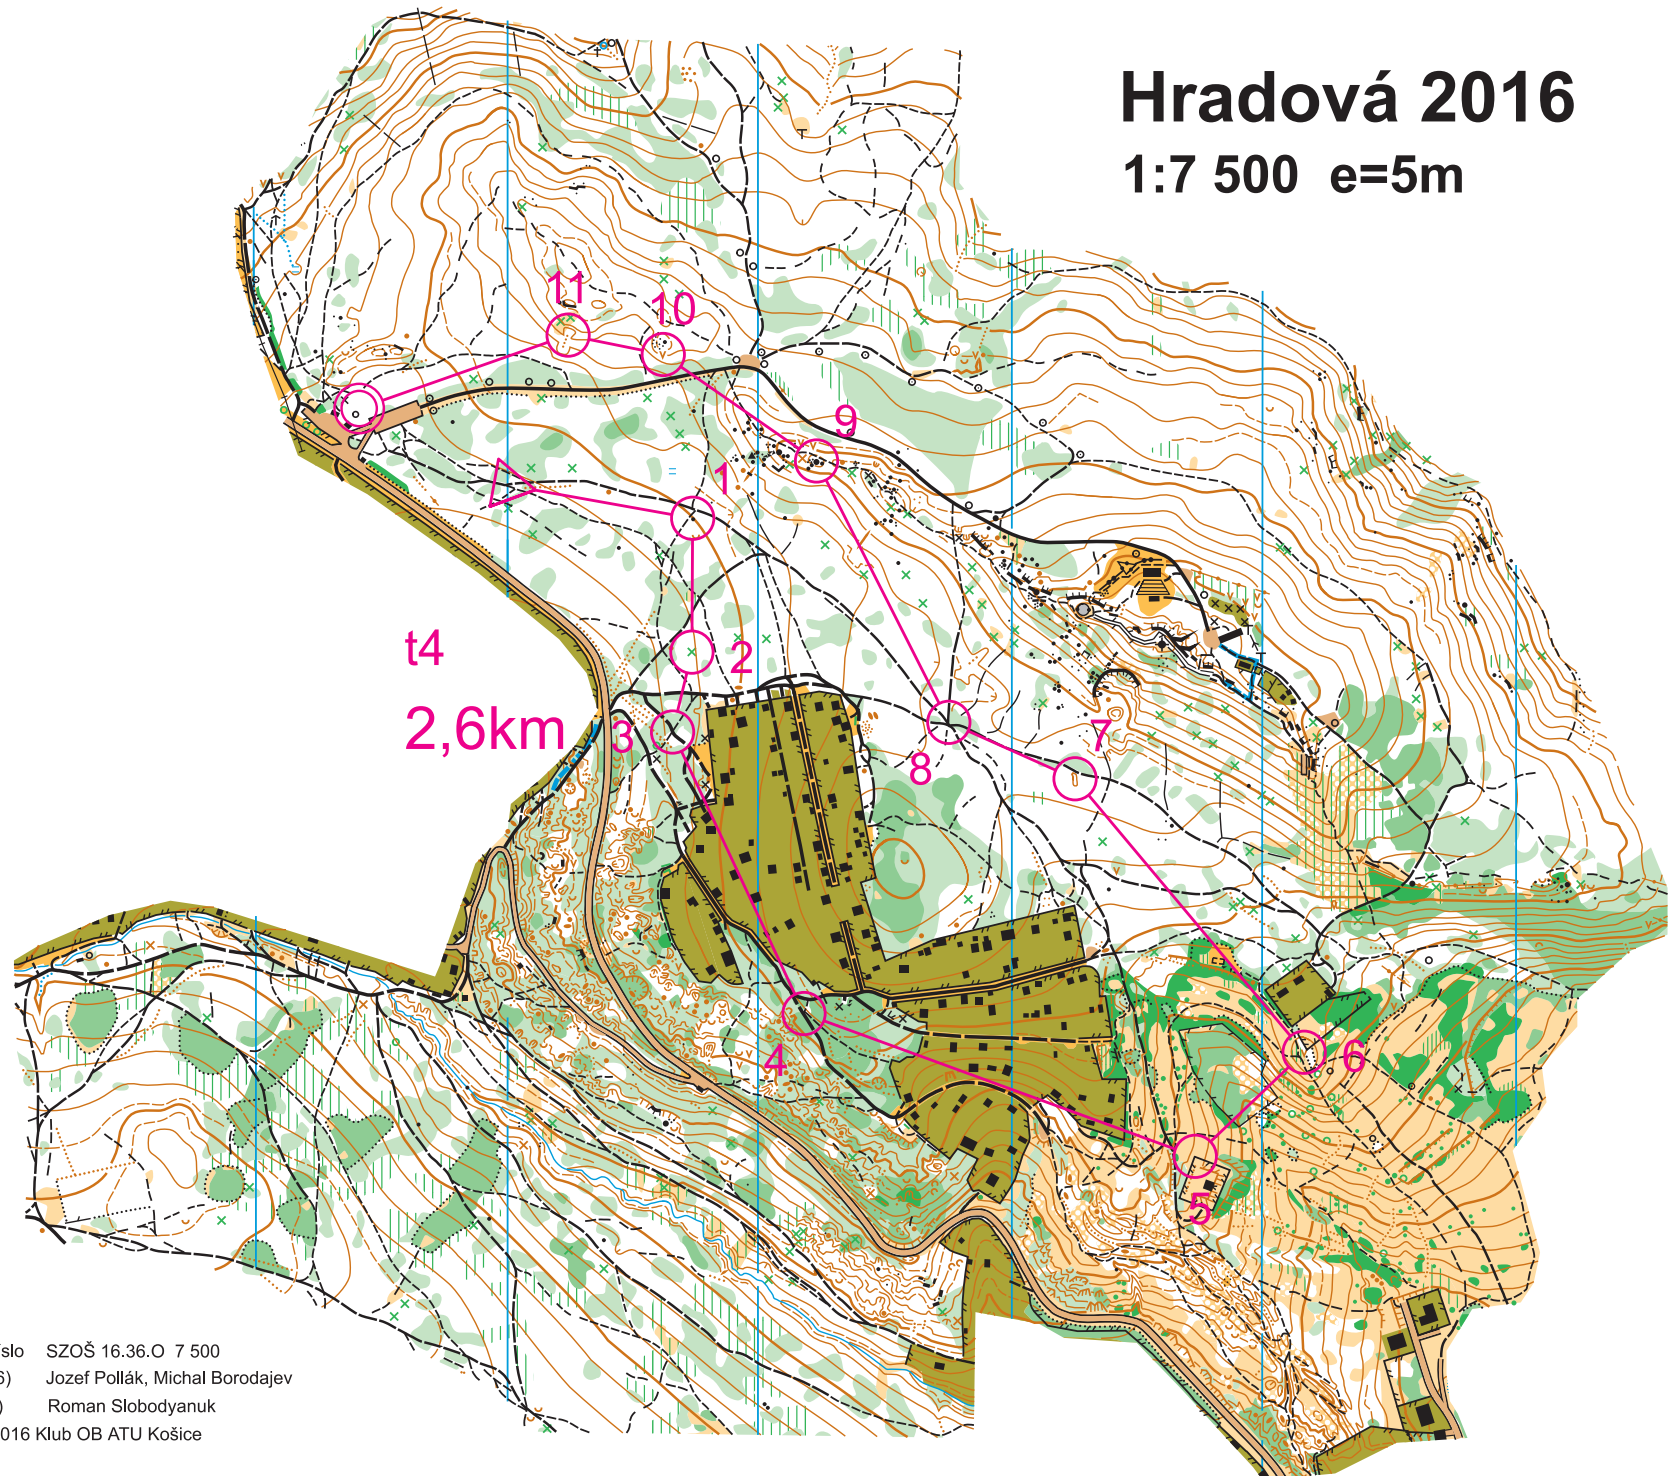 Hradová 2016
1:7 500 e=5m
11
10
9
1
t4
2
2,6km
3
7
8
4
6
5
slo SZOŠ 16.36.O 7 500
6) Jozef Pollák, Michal Borodajev
) Roman Slobodyanuk
016 Klub OB ATU Košice